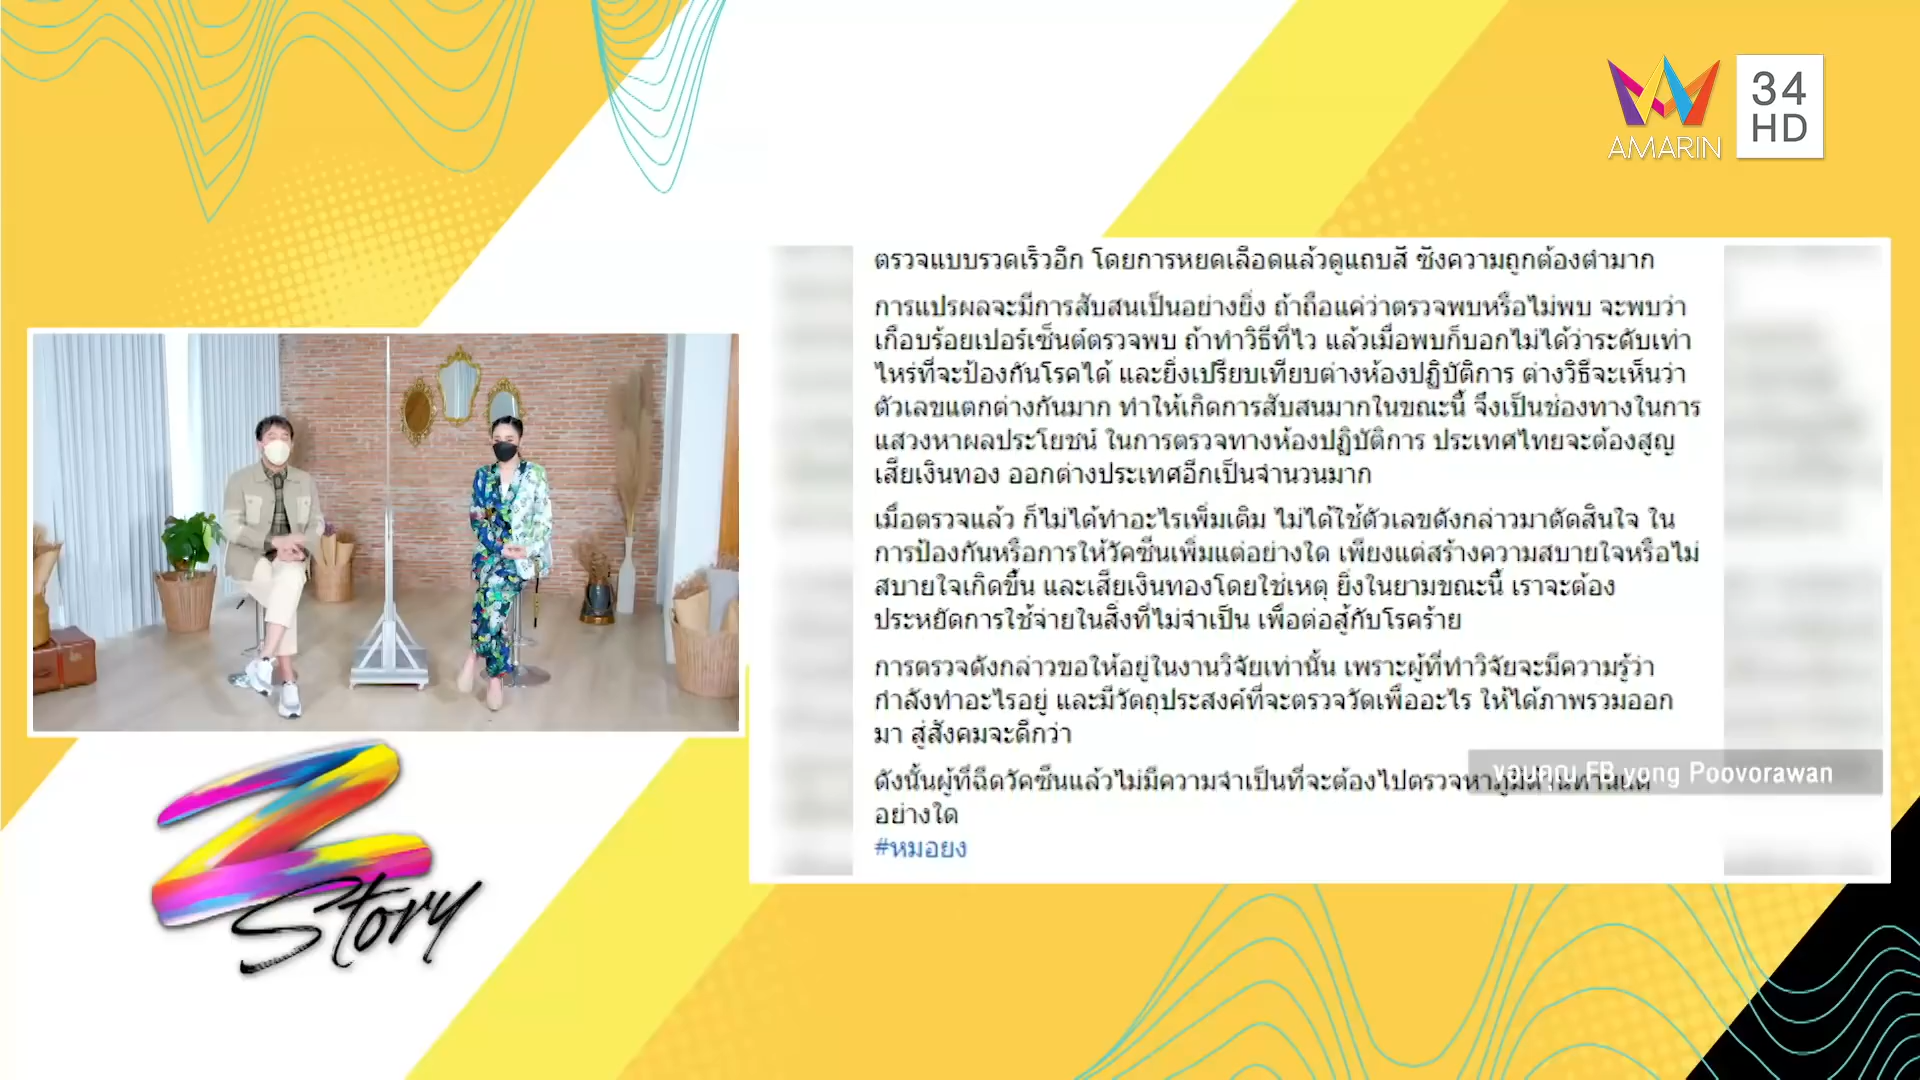 AMARIN
34
HD
ตรวจแบบรวดเร็วอีก โดยการหยดเลือดแล้วดูแถบสี ซึ่งความถูกต้องต่ำมาก
การแปรผลจะมีการสับสนเป็นอย่างยิ่ง ถ้าถือแค่ว่าตรวจพบหรือไม่พบ จะพบว่า
เกือบร้อยเปอร์เซ็นต์ตรวจพบ ถ้าทำวิธีที่ไว แล้วเมื่อพบก็บอกไม่ได้ว่าระดับเท่า
ไหร่ที่จะป้องกันโรคได้ และยิ่งเปรียบเทียบต่างห้องปฏิบัติการ ต่างวิธีจะเห็นว่า
ตัวเลขแตกต่างกันมาก ทำให้เกิดการสับสนมากในขณะนี้ จึงเป็นช่องทางในการ
แสวงหาผลประโยชน์ ในการตรวจทางห้องปฏิบัติการ ประเทศไทยจะต้องสูญ
เสียเงินทอง ออกต่างประเทศอีกเป็นจำนวนมาก
เมื่อตรวจแล้ว ก็ไม่ได้ทำอะไรเพิ่มเติม ไม่ได้ใช้ตัวเลขดังกล่าวมาตัดสินใจ ใน
การป้องกันหรือการให้วัคซีนเพิ่มแต่อย่างใด เพียงแต่สร้างความสบายใจหรือไม่
สบายใจเกิดขึ้น และเสียเงินทองโดยใช่เหตุ ยิ่งในยามขณะนี้ เราจะต้อง
ประหยัดการใช้จ่ายในสิ่งที่ไม่จำเป็น เพื่อต่อสู้กับโรคร้าย
การตรวจดังกล่าวขอให้อยู่ในงานวิจัยเท่านั้น เพราะผู้ที่ทำวิจัยจะมีความรู้ว่า
กำลังทำอะไรอยู่ และมีวัตถุประสงค์ที่จะตรวจวัดเพื่ออะไร ให้ได้ภาพรวมออก
มา สู่สังคมจะดีกว่า
ดังนั้นผู้ที่ฉีดวัคซีนแล้วไม่มีความจำเป็นที่จะต้องไปตรวจหา
อย่างใด
#หมอยง
ขอบคุณ FB yong Poovorawan
Z Story